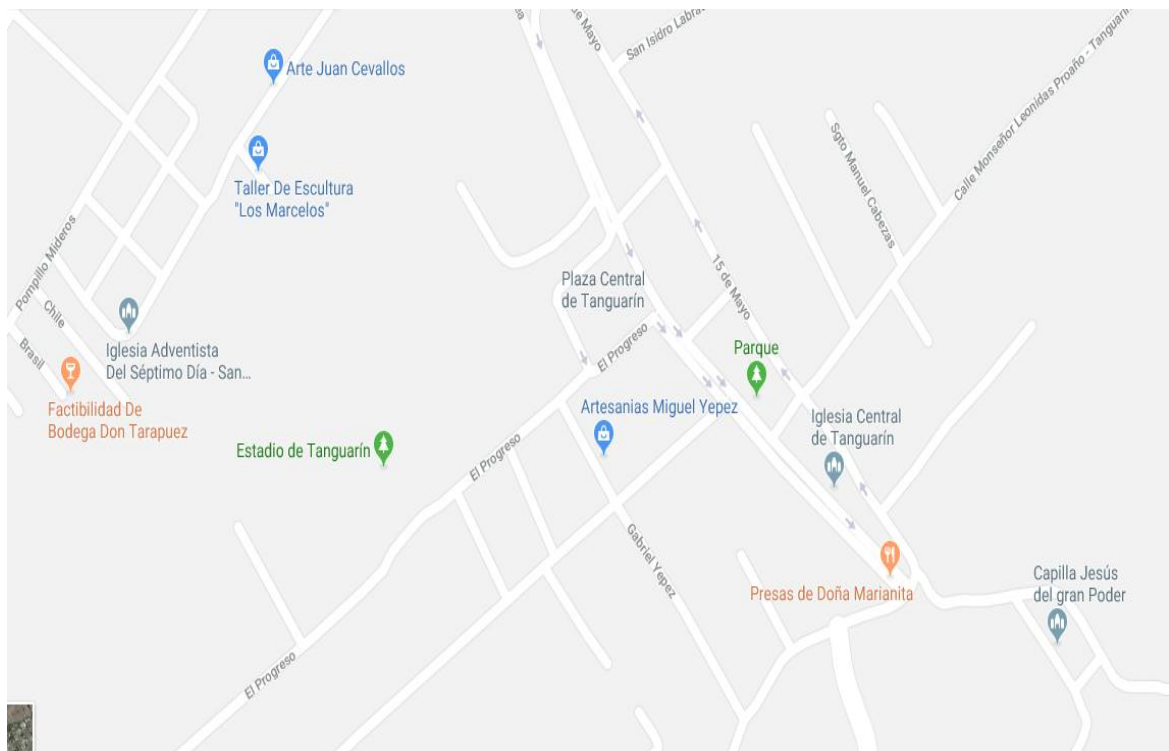 de Mayo
San Isidro Labra
Calle Monseñor Leonidas Proaño - Tanguarín
Arte Juan Cevallos
Sgto Manuel Cabezas
Taller De Escultura
"Los Marcelos"
Pompillo Mideros
15 de Mayo
Plaza Central
de Tanguarín
Chile
Brasil
Iglesia Adventista
Del Séptimo Día - San...
El Progreso
Parque
Factibilidad De
Bodega Don Tarapuez
Artesanias Miguel Yepez
Iglesia Central
de Tanguarín
Estadio de Tanguarín
El Progreso
Gabriel Yepez
Presas de Doña Marianita
Capilla Jesús
del gran Poder
El Progreso